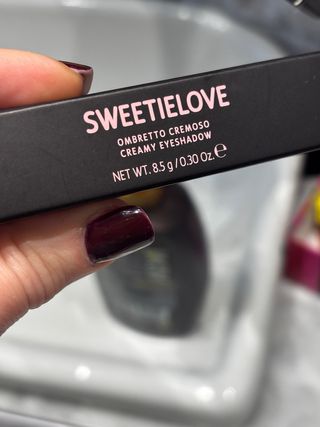 SWEETIELOVE
OMBRETTO CREMOSO
CREAMY EYESHADOW
NET WT. 8.5 g / 0.30 Oz. ℮